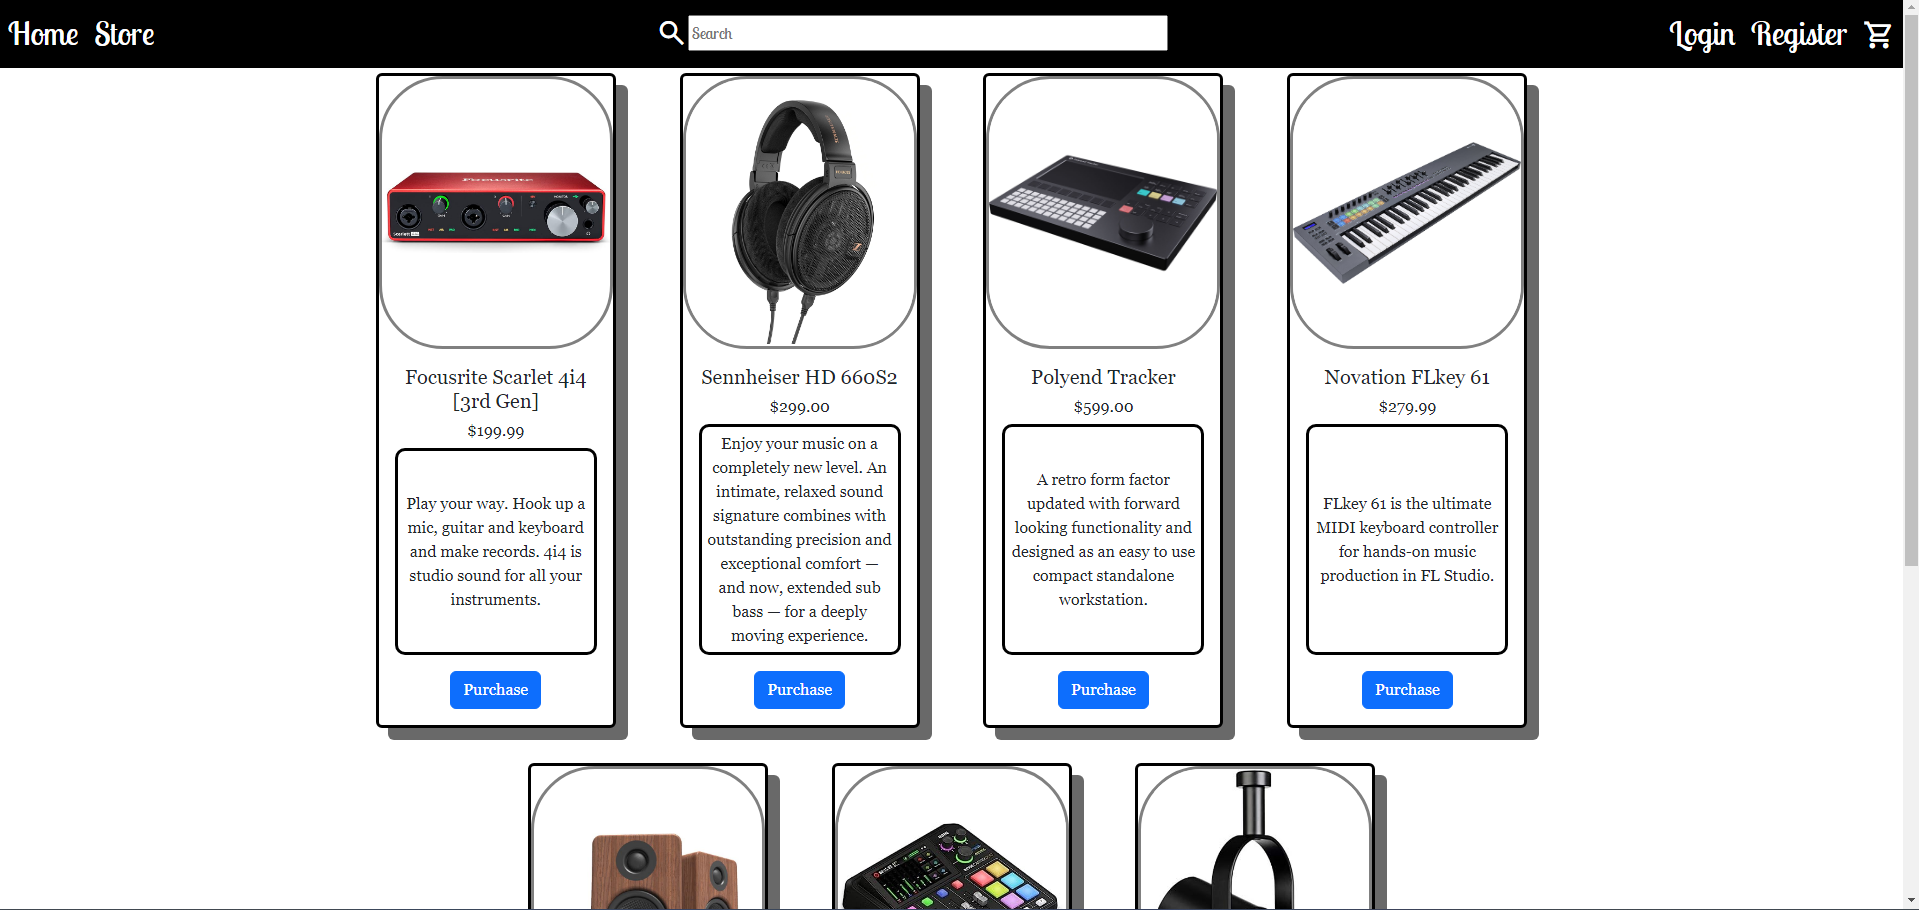 Home Store
Search
Login Register
Focusrite
Focusrite Scarlet 4i4
[3rd Gen]
$199.99
Play your way. Hook up a
mic, guitar and keyboard
and make records. 4i4 is
studio sound for all your
instruments.
Purchase
Sennheiser HD 660S2
$299.00
Enjoy your music on a
completely new level. An
intimate, relaxed sound
signature combines with
outstanding precision and
exceptional comfort —
and now, extended sub
bass — for a deeply
moving experience.
Purchase
Polyend Tracker
$599.00
A retro form factor
updated with forward
looking functionality and
designed as an easy to use
compact standalone
workstation.
Purchase
Novation FLkey 61
$279.99
FLkey 61 is the ultimate
MIDI keyboard controller
for hands-on music
production in FL Studio.
Purchase